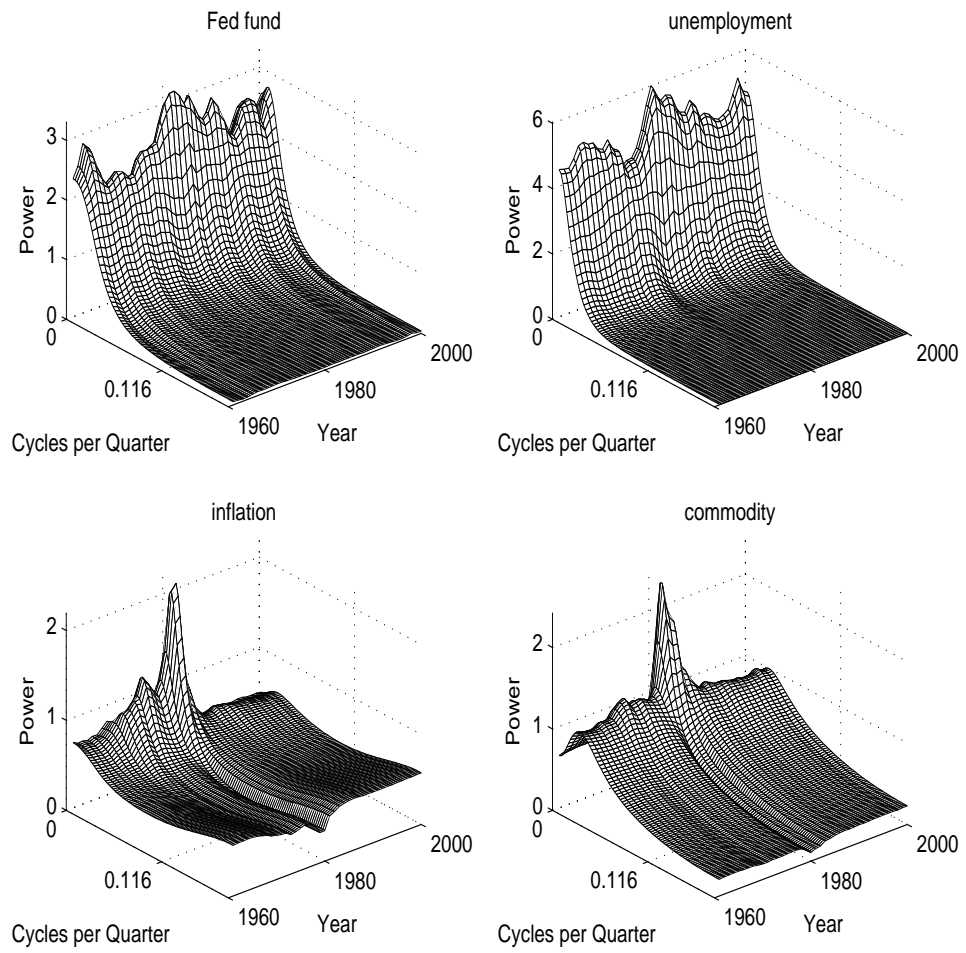 Fed fund
Power
3
2
1
0
0
0.116
Cycles per Quarter
1960
1980
2000
Year
unemployment
Power
6
4
2
0
0
0.116
Cycles per Quarter
1960
1980
2000
Year
inflation
Power
2
1
0
0
0.116
Cycles per Quarter
1960
1980
2000
Year
commodity
Power
2
1
0
0
0.116
Cycles per Quarter
1960
1980
2000
Year